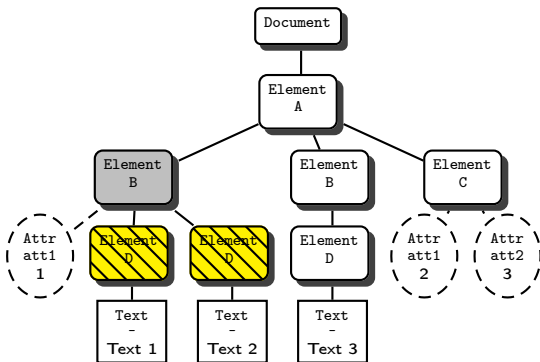 Document
Element
A
Element
B
Element
B
Element
C
Attr
att1
1
Element
D
Element
D
Element
D
Attr
att1
2
Attr
att2
3
Text
-
Text 1
Text
-
Text 2
Text
-
Text 3